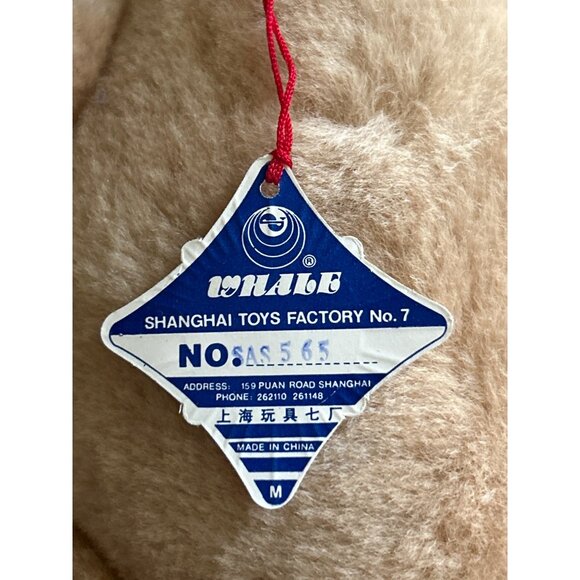 ®
WHALE
SHANGHAI TOYS FACTORY No. 7
NO. SAS 565
ADDRESS: 159 PUAN ROAD SHANGHAI
PHONE: 262110 261148
上海玩具七厂
MADE IN CHINA
M